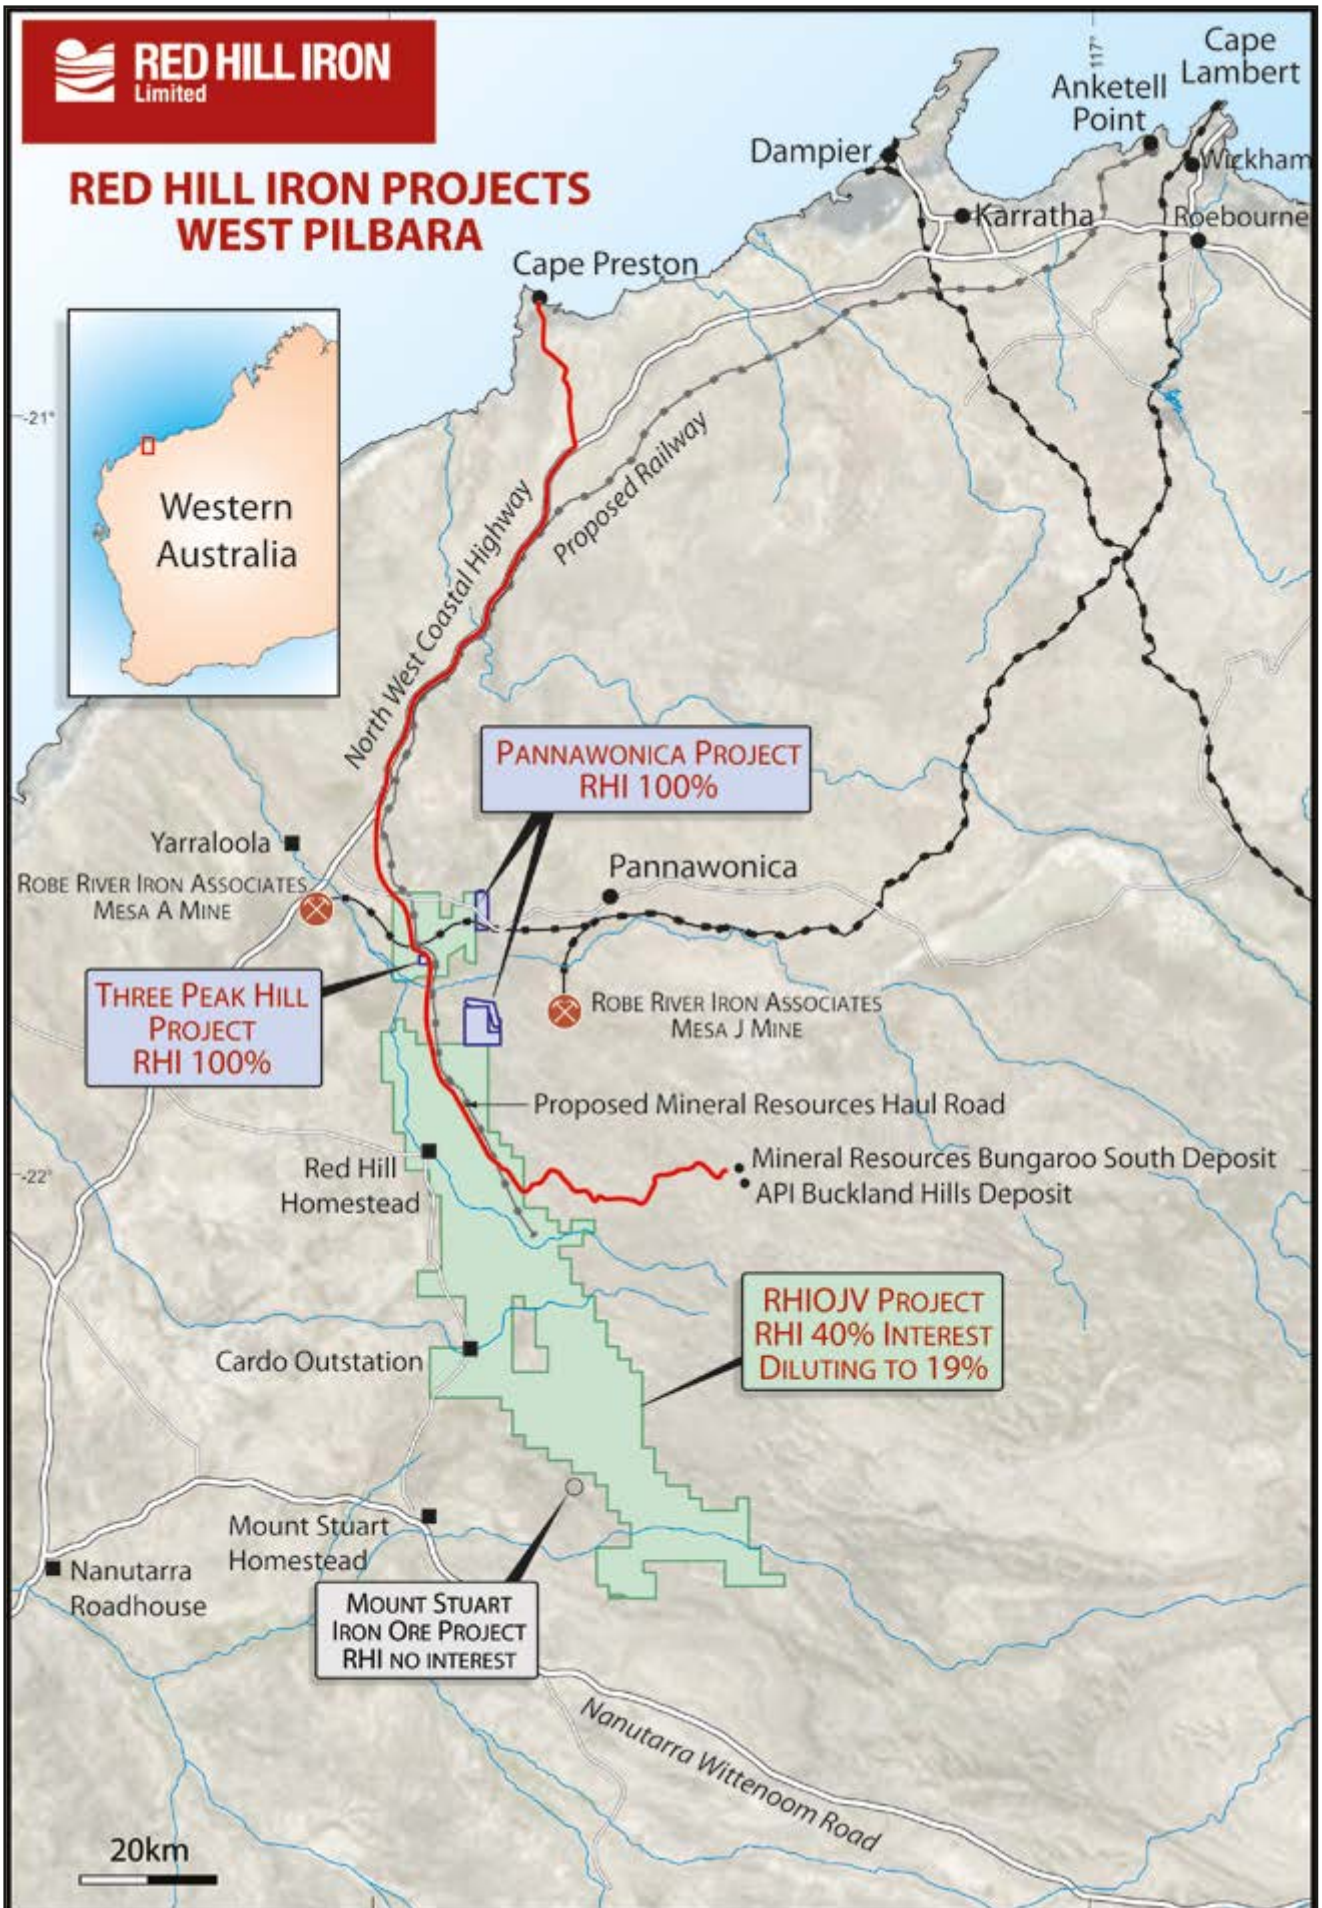 RED HILL IRON
Limited
RED HILL IRON PROJECTS
WEST PILBARA
117°
Cape
Lambert
Anketell
Point
Dampier
Wickham
Karratha
Roebourne
Cape Preston
-21°
Western
Australia
North West Coastal Highway
Proposed Railway
PANNAWONICA PROJECT
RHI 100%
Yarraloola
Pannawonica
ROBE RIVER IRON ASSOCIATES
MESA A MINE
THREE PEAK HILL
PROJECT
RHI 100%
ROBE RIVER IRON ASSOCIATES
MESA J MINE
Proposed Mineral Resources Haul Road
-22°
Red Hill
Homestead
Mineral Resources Bungaroo South Deposit
API Buckland Hills Deposit
RHIOJV PROJECT
RHI 40% INTEREST
DILUTING TO 19%
Cardo Outstation
Mount Stuart
Homestead
Nanutarra
Roadhouse
MOUNT STUART
IRON ORE PROJECT
RHI NO INTEREST
Nanutarra Wittenoom Road
20km